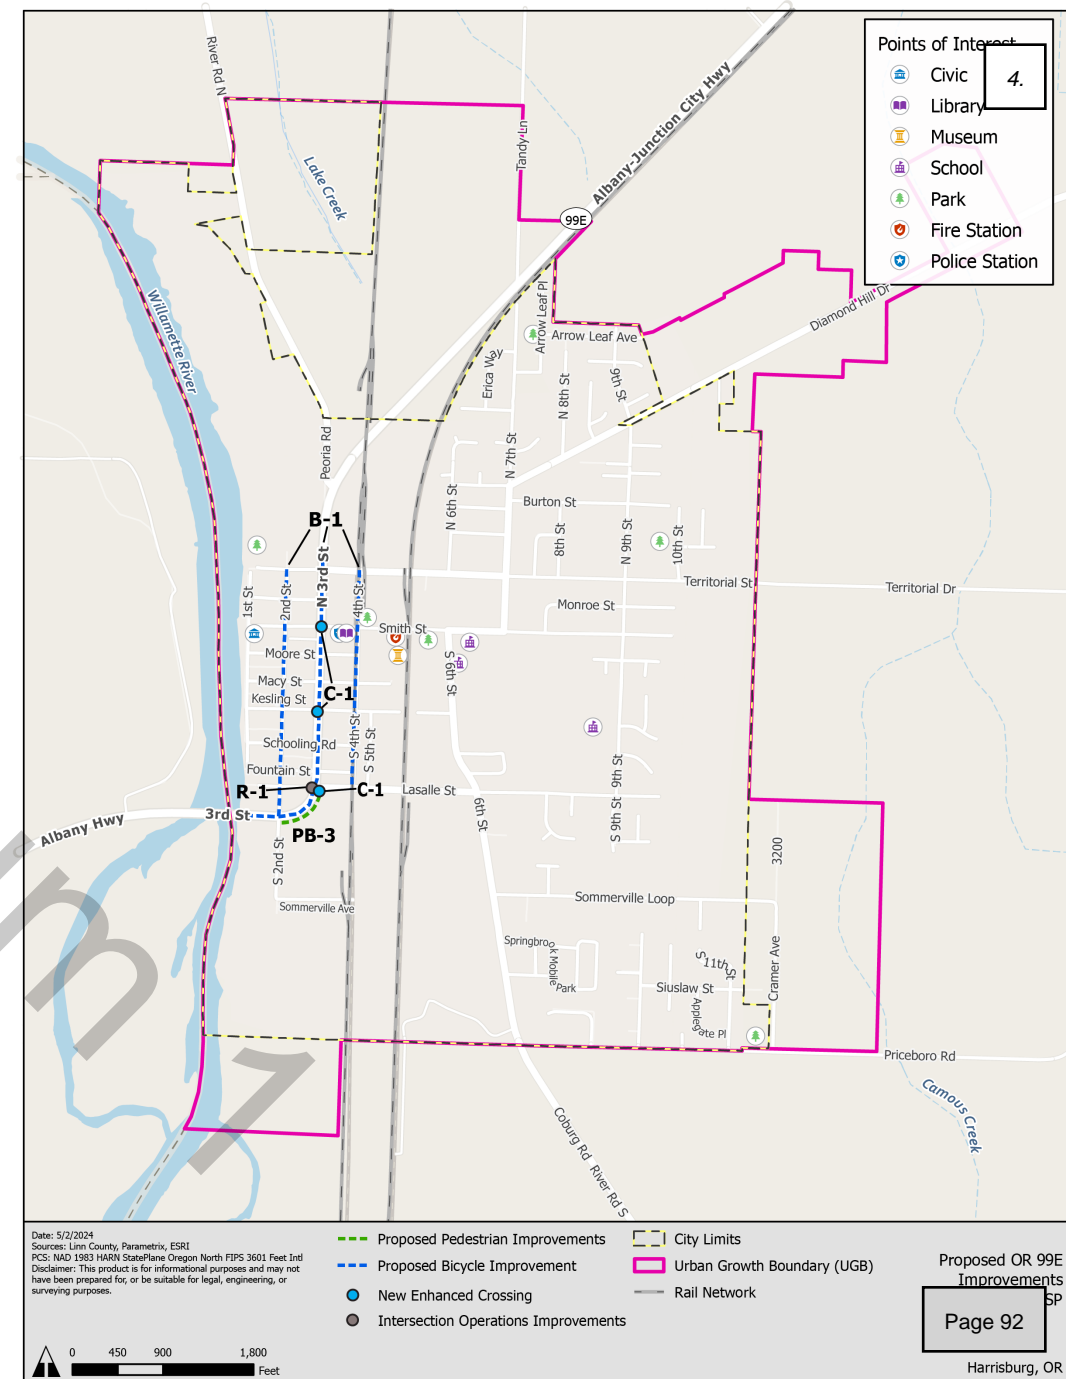 Points of Interest
4.
Civic
Library
Museum
School
Park
Fire Station
Police Station
River Rd N
Lake Creek
Tandy Ln
Albany-Junction City Hwy
99E
Willamette River
Arrow Leaf Pl
Arrow Leaf Ave
Diamond Hill Dr
Erica Way
N 8th St
9th St
Peoria Rd
N 7th St
N 6th St
Burton St
B-1
8th St
N 9th St
10th St
N 3rd St
1st St
2nd St
4th St
Territorial St
Territorial Dr
Monroe St
Smith St
Moore St
S 6th St
Macy St
Kesling St
C-1
S 4th St
S 5th St
Schooling Rd
Fountain St
R-1
C-1
Lasalle St
9th St
S 9th St
6th St
3rd St
Albany Hwy
PB-3
S 2nd St
3200
Sommerville Ave
Sommerville Loop
Springbrook Mobile Park
S 11th St
Cramer Ave
Siuslaw St
Applegate Pl
Priceboro Rd
Camous Creek
Coburg Rd
River Rd S
m 1
Date: 5/2/2024
Sources: Linn County, Parametrix, ESRI
PCS: NAD 1983 HARN StatePlane Oregon North FIPS 3601 Feet Intl
Disclaimer: This product is for informational purposes and may not
have been prepared for, or be suitable for legal, engineering, or
surveying purposes.
0 450 900 1,800
Feet
Proposed Pedestrian Improvements
Proposed Bicycle Improvement
New Enhanced Crossing
Intersection Operations Improvements
City Limits
Urban Growth Boundary (UGB)
Rail Network
Proposed OR 99E
Improvements
SP
Page 92
Harrisburg, OR